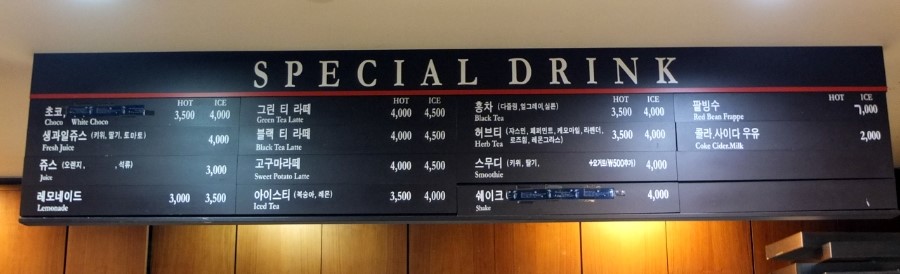 SPECIAL DRINK
HOT ICE
초코 3,500 4,000
Choco White Choco
생과일쥬스 (키위, 딸기, 토마토) 4,000
Fresh Juice
쥬스 (오렌지, , 석류) 3,000
Juice
레모네이드 3,000 3,500
Lemonade
HOT ICE
그린 티 라떼 4,000 4,500
Green Tea Latte
블랙 티 라떼 4,000 4,500
Black Tea Latte
고구마라떼 4,000 4,500
Sweet Potato Latte
아이스티 (복숭아, 레몬) 3,500 4,000
Iced Tea
HOT ICE
홍차 (다즐링, 얼그레이, 실론) 3,500 4,000
Black Tea
허브티 (자스민, 페퍼민트, 캐모마일, 라벤더, 로즈힙, 레몬그라스) 3,500 4,000
Herb Tea
스무디 (키위, 딸기, +요거트(₩500추가) 4,000
Smoothie
쉐이크 ( 4,000
Shake
HOT ICE
팥빙수 7,000
Red Bean Frappe
콜라,사이다 우유 2,000
Coke Cider,Milk